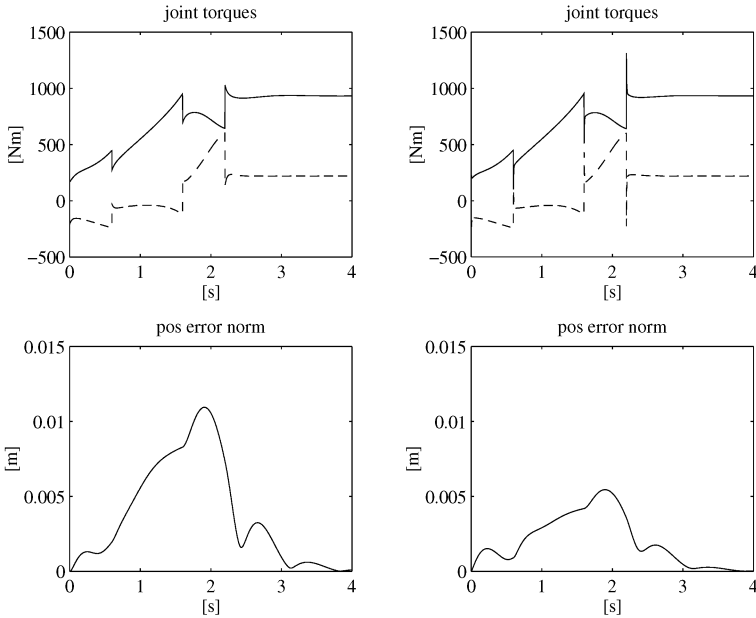 joint torques
1500
1000
500
0
−500
[Nm]
0 1 2 3 4
[s]
joint torques
1500
1000
500
0
−500
[Nm]
0 1 2 3 4
[s]
pos error norm
0.015
0.01
0.005
0
[m]
0 1 2 3 4
[s]
pos error norm
0.015
0.01
0.005
0
[m]
0 1 2 3 4
[s]